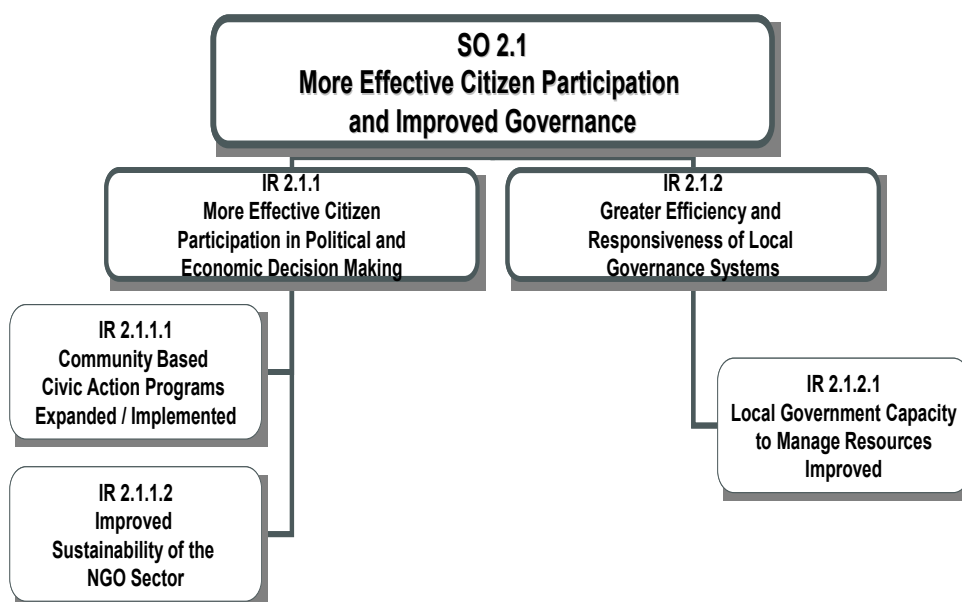 SO 2.1
More Effective Citizen Participation
and Improved Governance
IR 2.1.1
More Effective Citizen
Participation in Political and
Economic Decision Making
IR 2.1.2
Greater Efficiency and
Responsiveness of Local
Governance Systems
IR 2.1.1.1
Community Based
Civic Action Programs
Expanded / Implemented
IR 2.1.2.1
Local Government Capacity
to Manage Resources
Improved
IR 2.1.1.2
Improved
Sustainability of the
NGO Sector